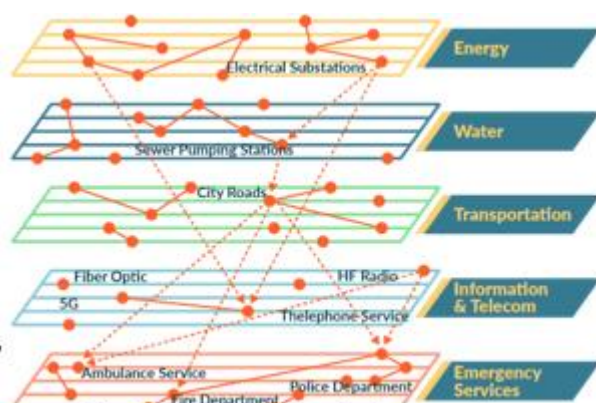 Electrical Substations
Energy
Sewer Pumping Stations
Water
City Roads
Transportation
Fiber Optic
HF Radio
5G
Thelephone Service
Information
& Telecom
Ambulance Service
Police Department
Fire Department
Emergency
Services